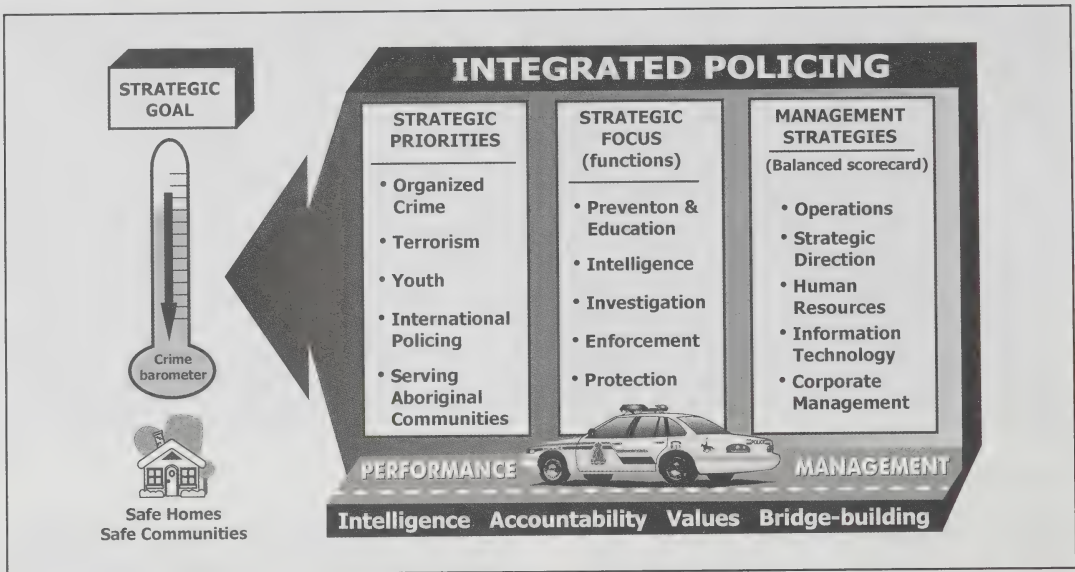 STRATEGIC
GOAL
Crime
barometer
Safe Homes
Safe Communities
INTEGRATED POLICING
STRATEGIC
PRIORITIES
• Organized
Crime
• Terrorism
• Youth
• International
Policing
• Serving
Aboriginal
Communities
STRATEGIC
FOCUS
(functions)
• Preventon &
Education
• Intelligence
• Investigation
• Enforcement
• Protection
MANAGEMENT
STRATEGIES
(Balanced scorecard)
• Operations
• Strategic
Direction
• Human
Resources
• Information
Technology
• Corporate
Management
PERFORMANCE MANAGEMENT
Intelligence Accountability Values Bridge-building